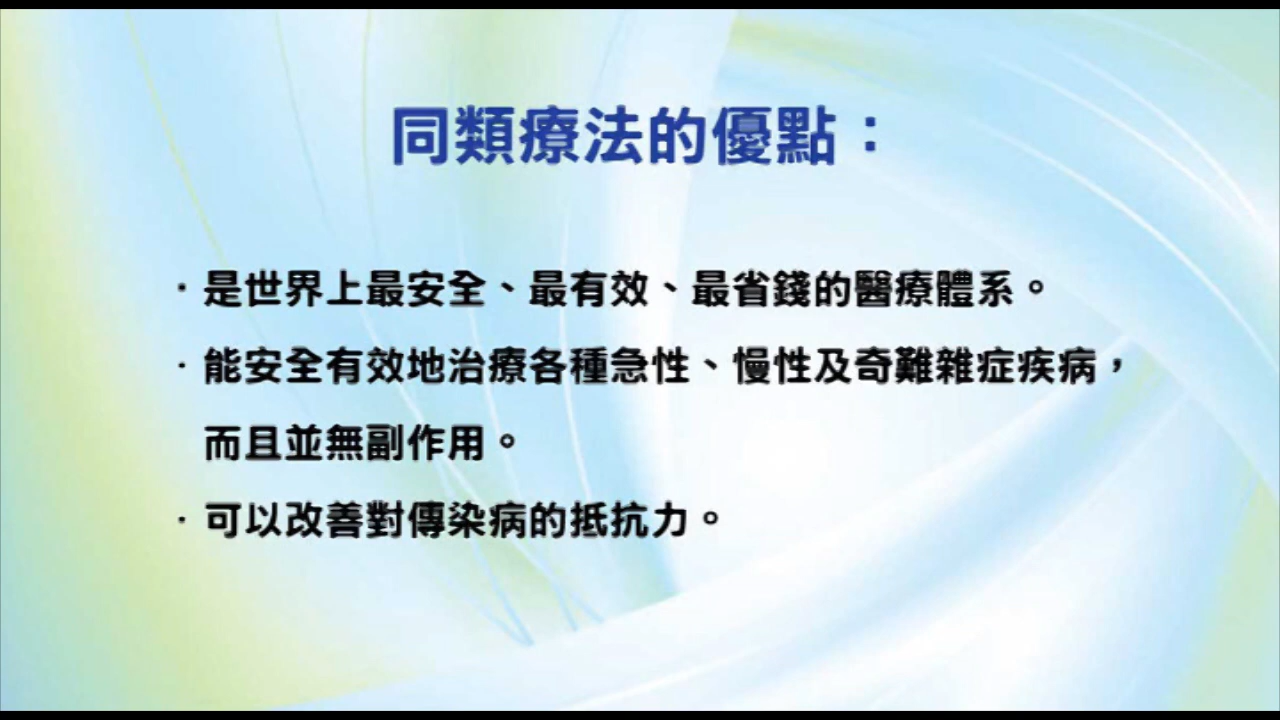 同類療法的優點：
·是世界上最安全、最有效、最省錢的醫療體系。
·能安全有效地治療各種急性、慢性及奇難雜症疾病，
而且並無副作用。
·可以改善對傳染病的抵抗力。